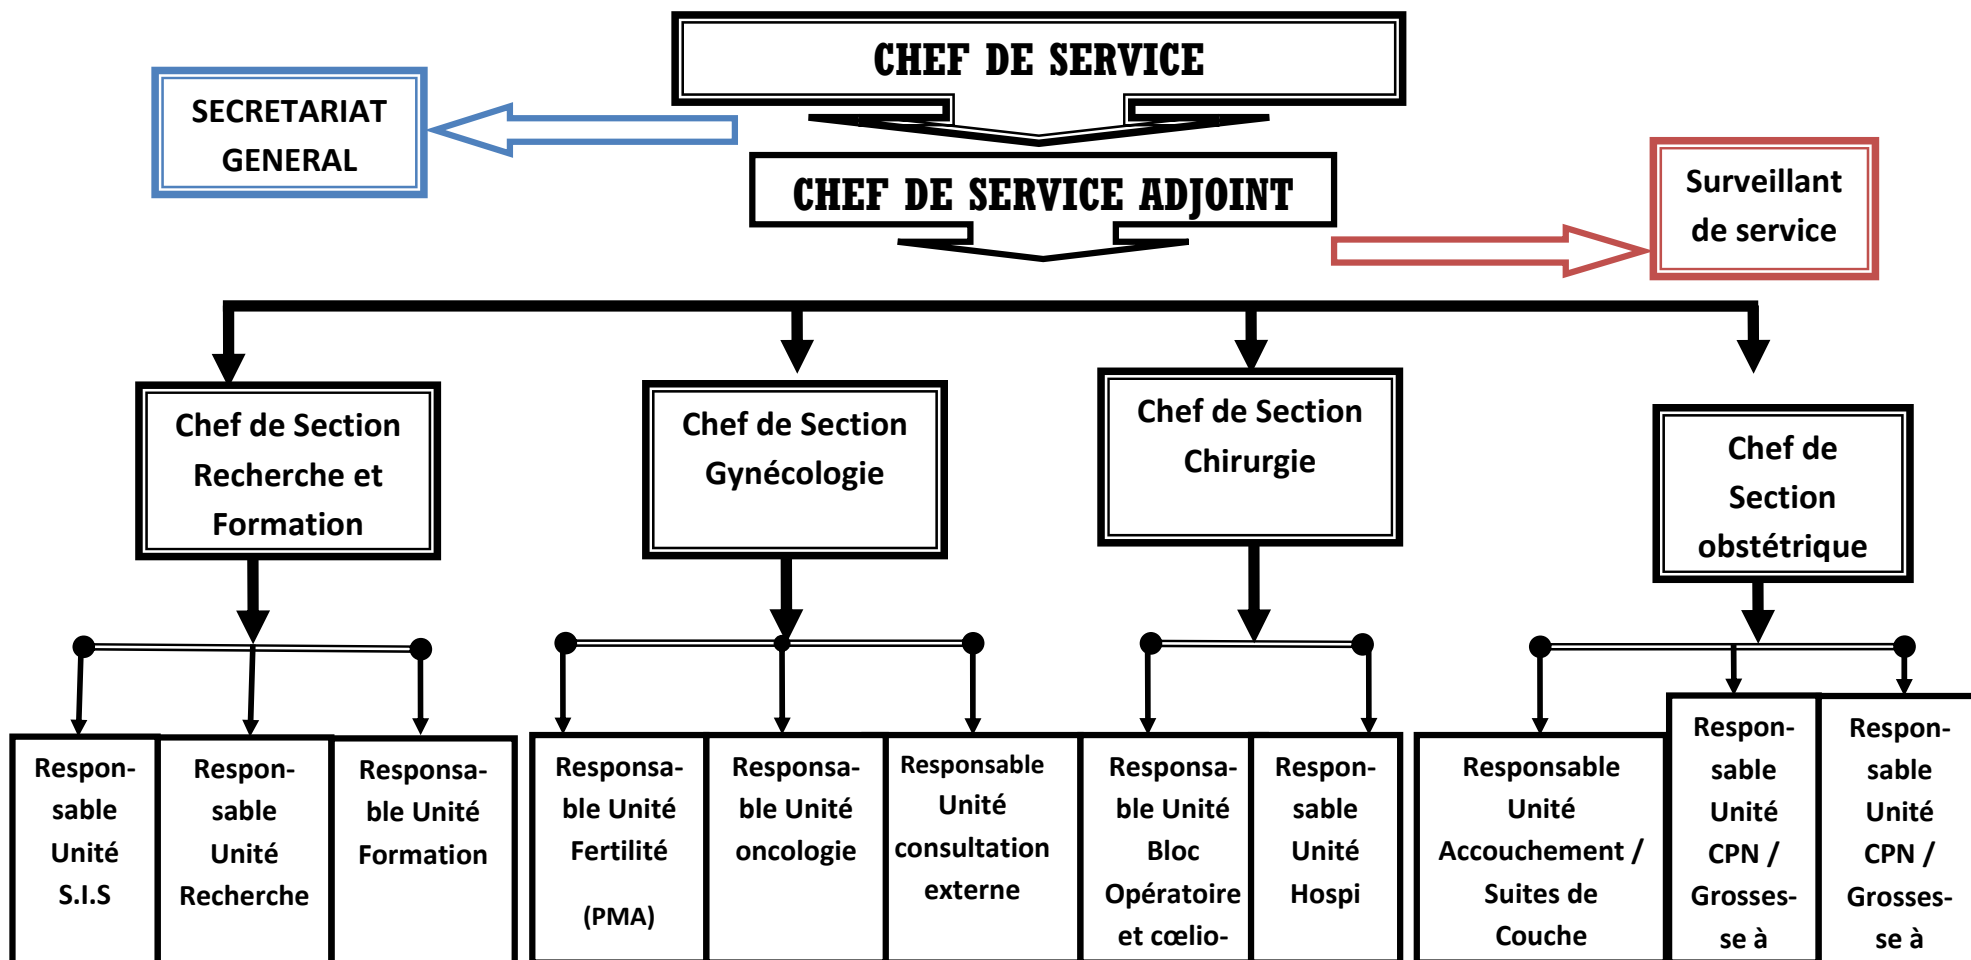 CHEF DE SERVICE
SECRETARIAT
GENERAL
CHEF DE SERVICE ADJOINT
Surveillant
de service
Chef de Section
Recherche et
Formation
Chef de Section
Gynécologie
Chef de Section
Chirurgie
Chef de
Section
obstétrique
Respon-
sable
Unité
S.I.S
Respon-
sable
Unité
Recherche
Responsa-
ble Unité
Formation
Responsa-
ble Unité
Fertilité
(PMA)
Responsa-
ble Unité
oncologie
Responsable
Unité
consultation
externe
Responsa-
ble Unité
Bloc
Opératoire
et cœlio-
Respon-
sable
Unité
Hospi
Responsable
Unité
Accouchement /
Suites de
Couche
Respon-
sable
Unité
CPN /
Grosses-
se à
Respon-
sable
Unité
CPN /
Grosses-
se à